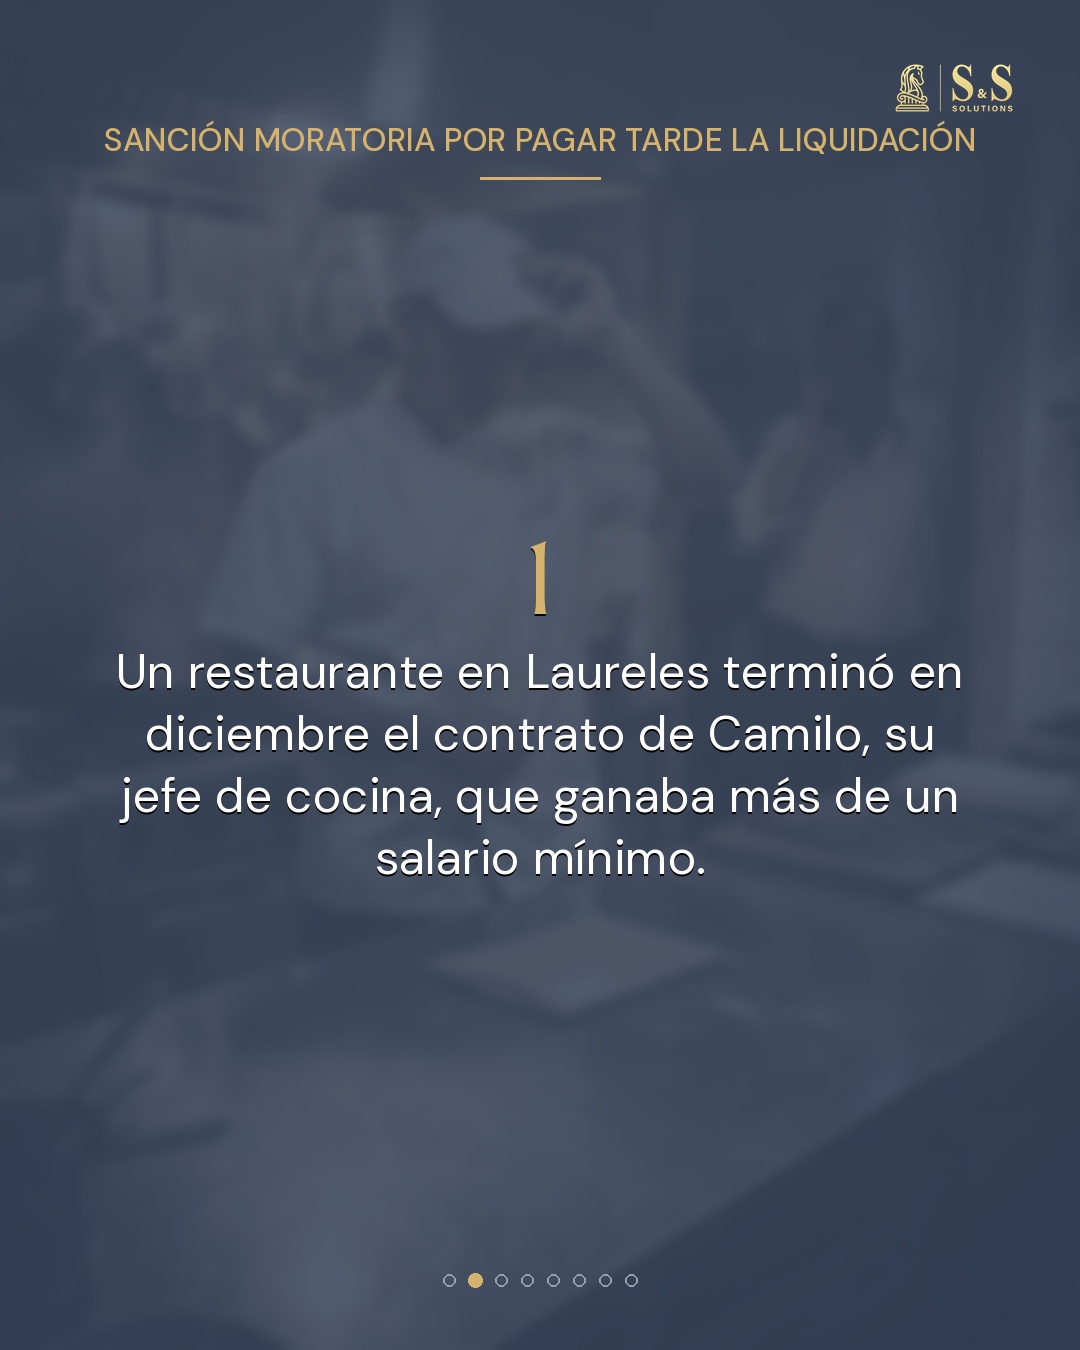 S&S
SOLUTIONS
SANCIÓN MORATORIA POR PAGAR TARDE LA LIQUIDACIÓN
1
Un restaurante en Laureles terminó en
diciembre el contrato de Camilo, su
jefe de cocina, que ganaba más de un
salario mínimo.